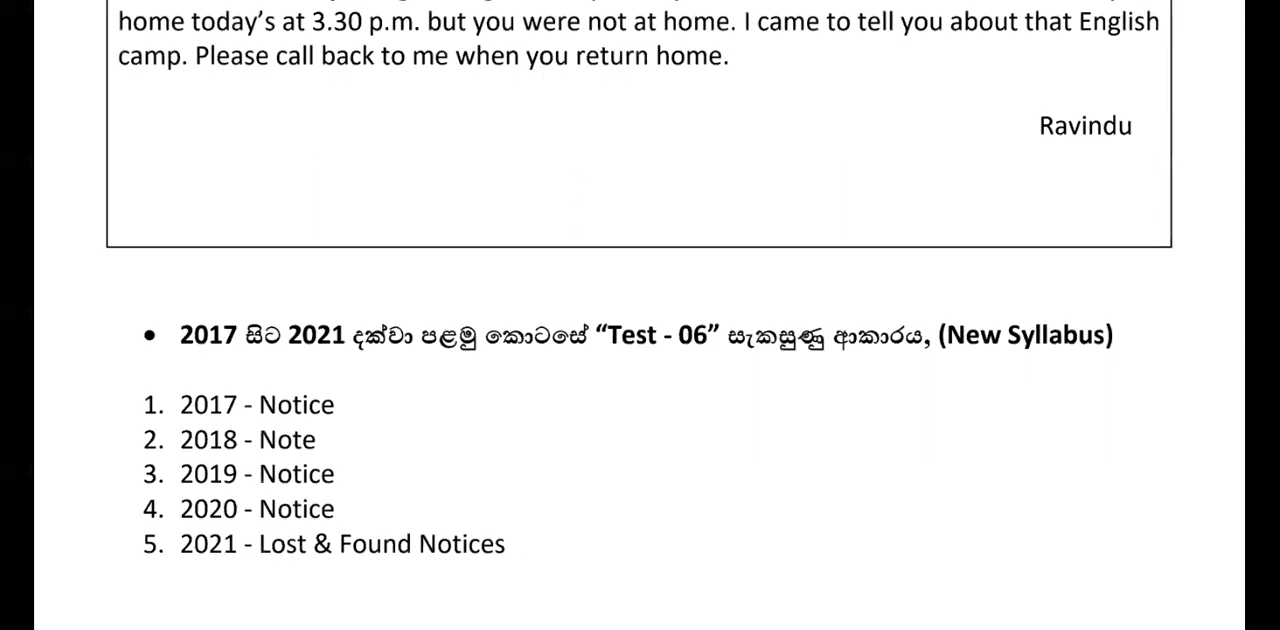 home today’s at 3.30 p.m. but you were not at home. I came to tell you about that English
camp. Please call back to me when you return home.
Ravindu
• 2017 සිට 2021 දක්වා පළමු කොටසේ “Test - 06” සැකසුණු ආකාරය, (New Syllabus)
1. 2017 - Notice
2. 2018 - Note
3. 2019 - Notice
4. 2020 - Notice
5. 2021 - Lost & Found Notices